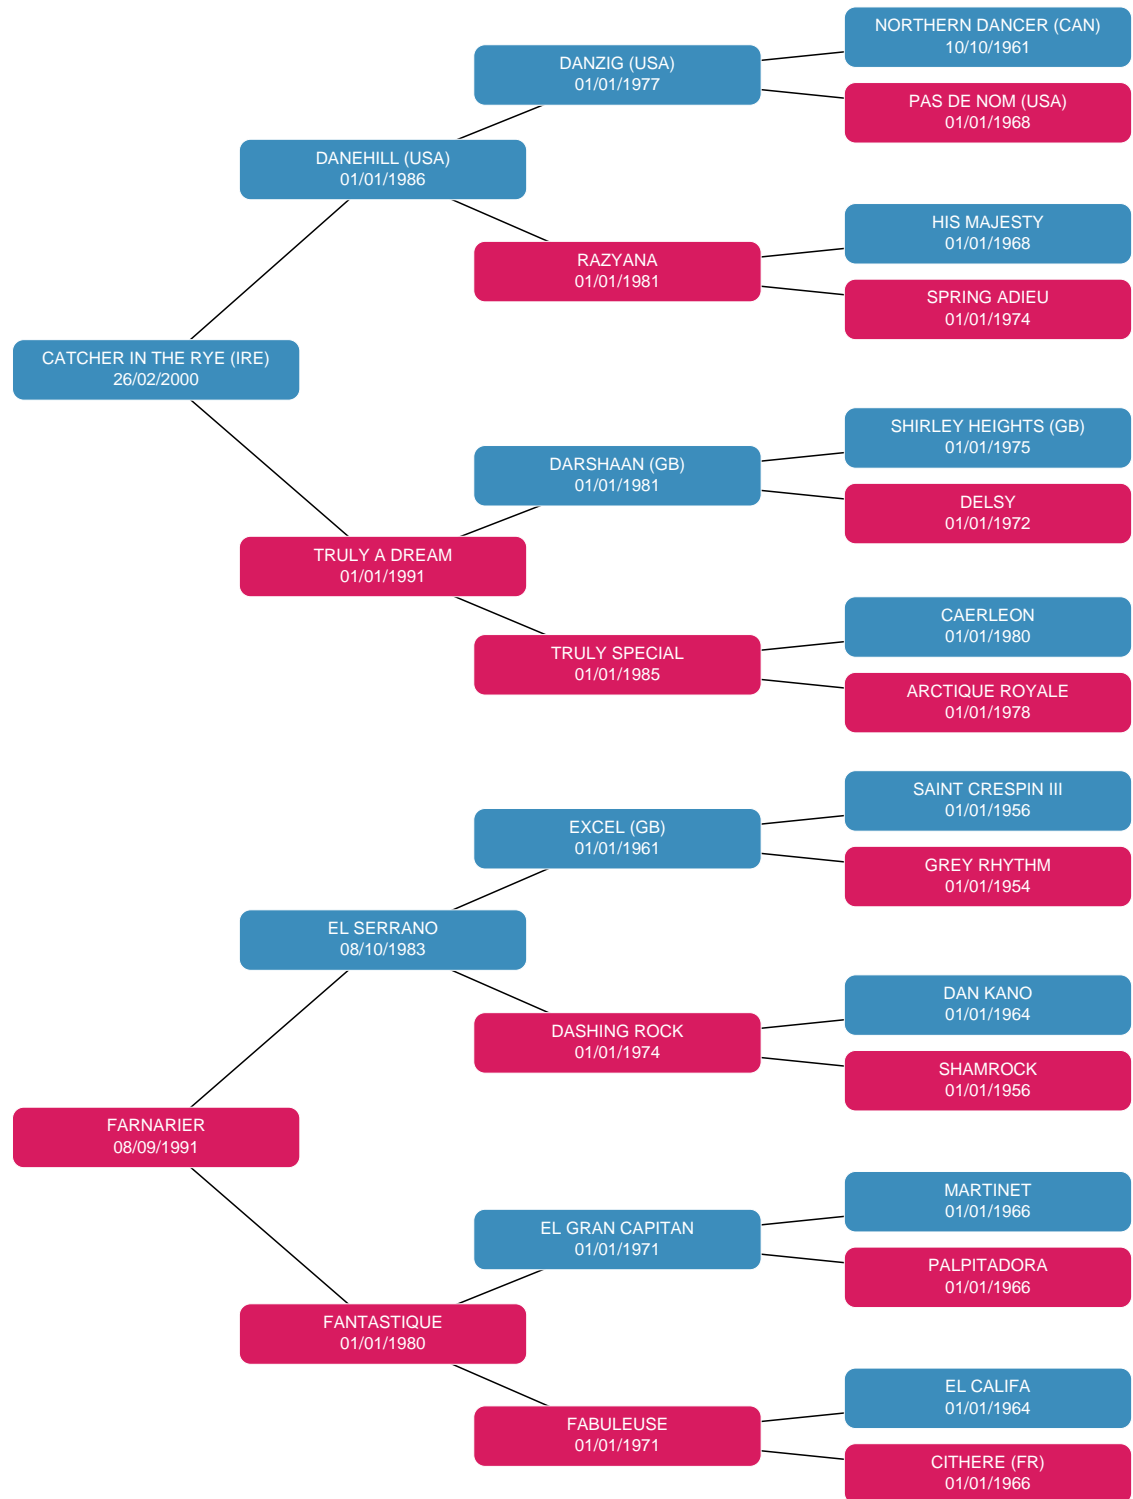 NORTHERN DANCER (CAN)
10/10/1961
DANZIG (USA)
01/01/1977
PAS DE NOM (USA)
01/01/1968
DANEHILL (USA)
01/01/1986
HIS MAJESTY
01/01/1968
RAZYANA
01/01/1981
SPRING ADIEU
01/01/1974
CATCHER IN THE RYE (IRE)
26/02/2000
SHIRLEY HEIGHTS (GB)
01/01/1975
DARSHAAN (GB)
01/01/1981
DELSY
01/01/1972
TRULY A DREAM
01/01/1991
CAERLEON
01/01/1980
TRULY SPECIAL
01/01/1985
ARCTIQUE ROYALE
01/01/1978
SAINT CRESPIN III
01/01/1956
EXCEL (GB)
01/01/1961
GREY RHYTHM
01/01/1954
EL SERRANO
08/10/1983
DAN KANO
01/01/1964
DASHING ROCK
01/01/1974
SHAMROCK
01/01/1956
FARNARIER
08/09/1991
MARTINET
01/01/1966
EL GRAN CAPITAN
01/01/1971
PALPITADORA
01/01/1966
FANTASTIQUE
01/01/1980
EL CALIFA
01/01/1964
FABULEUSE
01/01/1971
CITHERE (FR)
01/01/1966